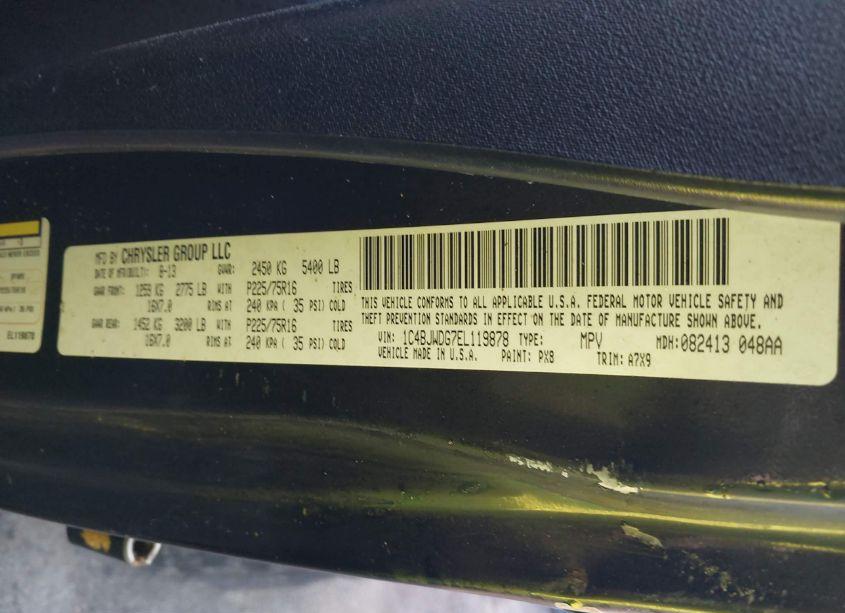 MFD BY CHRYSLER GROUP LLC
DATE OF MFR(BUILT): 8-13 GVWR: 2450 KG 5400 LB
GAWR FRONT: 1259 KG 2775 LB WITH P225/75R16 TIRES
16X7.0 RIMS AT 240 KPA ( 35 PSI) COLD
GAWR REAR: 1452 KG 3200 LB WITH P225/75R16 TIRES
16X7.0 RIMS AT 240 KPA ( 35 PSI) COLD
THIS VEHICLE CONFORMS TO ALL APPLICABLE U.S.A. FEDERAL MOTOR VEHICLE SAFETY AND
THEFT PREVENTION STANDARDS IN EFFECT ON THE DATE OF MANUFACTURE SHOWN ABOVE.
VIN: 1C4BJWDG7EL119878 TYPE: MPV MDH: 082413 048AA
VEHICLE MADE IN U.S.A. PAINT: PX8 TRIM: A7X9
EL119878